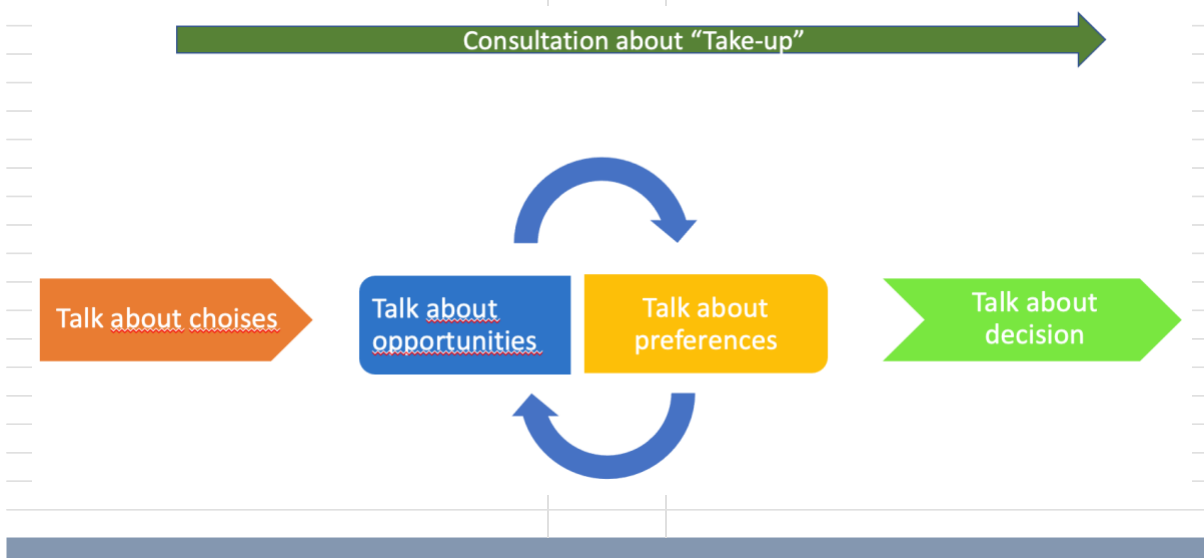 Consultation about “Take-up”
Talk about choises
Talk about
opportunities
Talk about
preferences
Talk about
decision